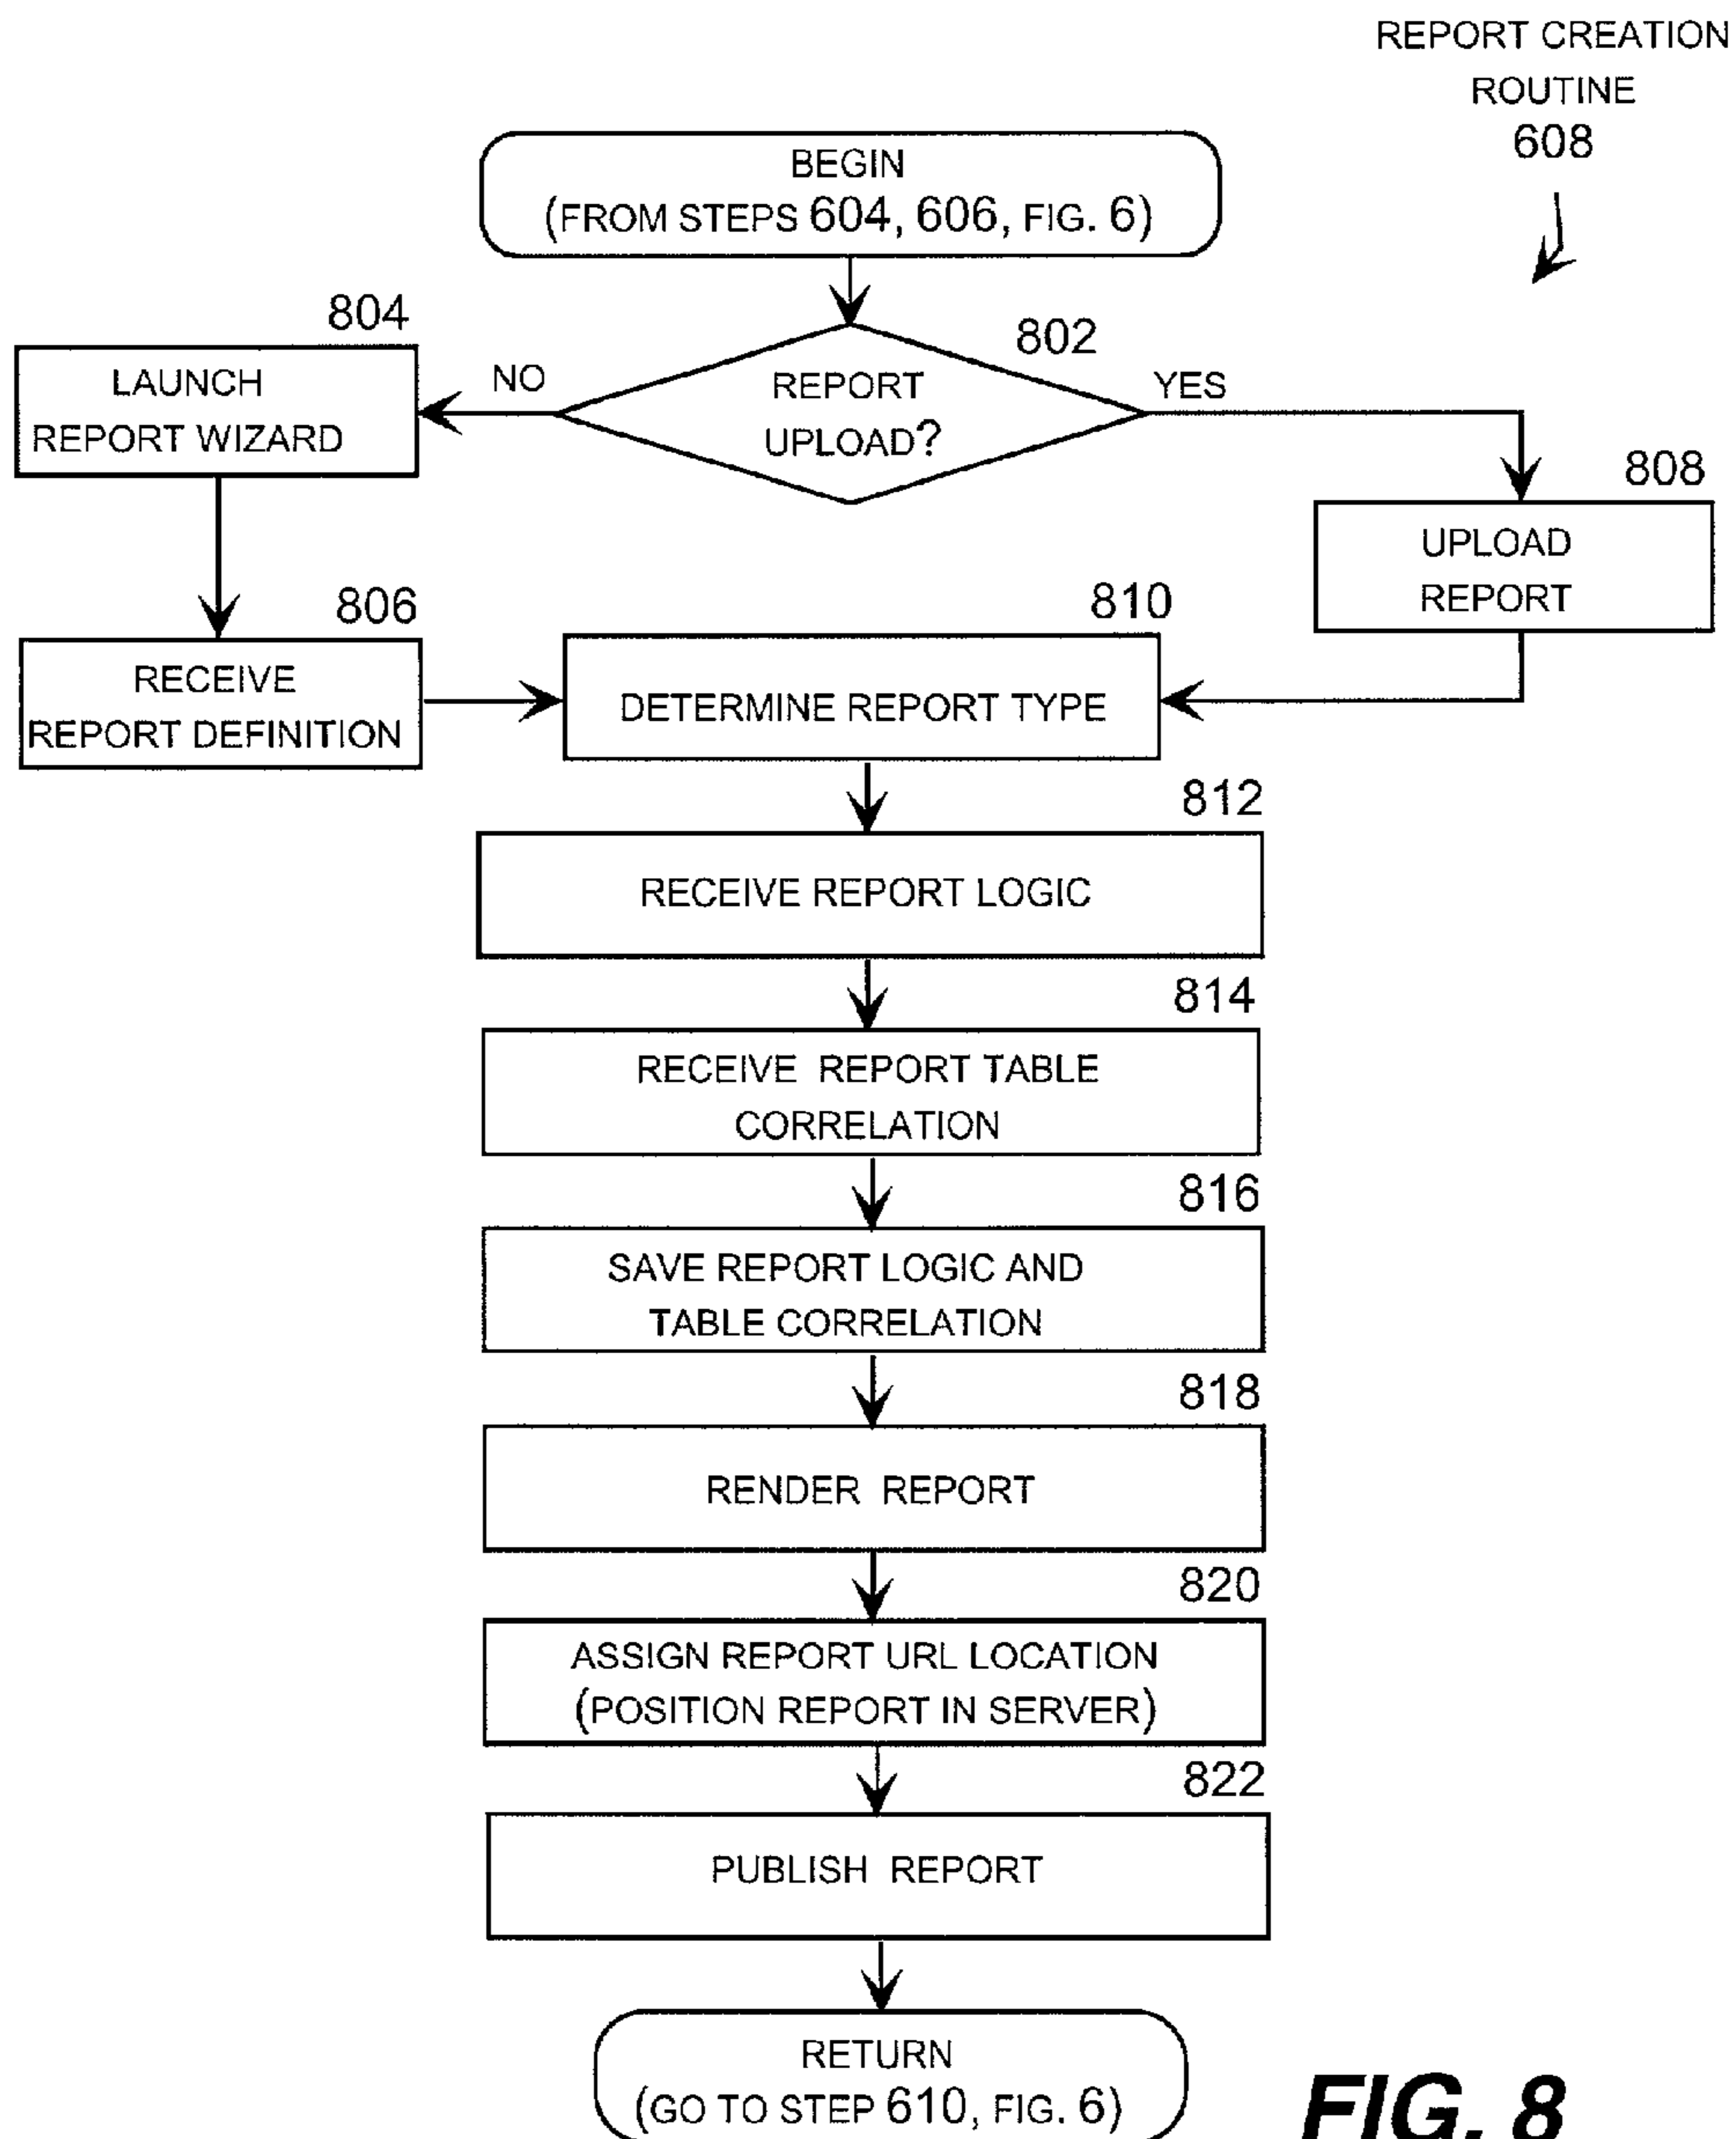 REPORT CREATION
ROUTINE
608
BEGIN
(FROM STEPS 604, 606, FIG. 6)
804
802
LAUNCH
REPORT WIZARD
NO
REPORT
UPLOAD?
YES
808
UPLOAD
REPORT
806
810
RECEIVE
REPORT DEFINITION
DETERMINE REPORT TYPE
812
RECEIVE REPORT LOGIC
814
RECEIVE REPORT TABLE
CORRELATION
816
SAVE REPORT LOGIC AND
TABLE CORRELATION
818
RENDER REPORT
820
ASSIGN REPORT URL LOCATION
(POSITION REPORT IN SERVER)
822
PUBLISH REPORT
RETURN
(GO TO STEP 610, FIG. 6)
FIG. 8